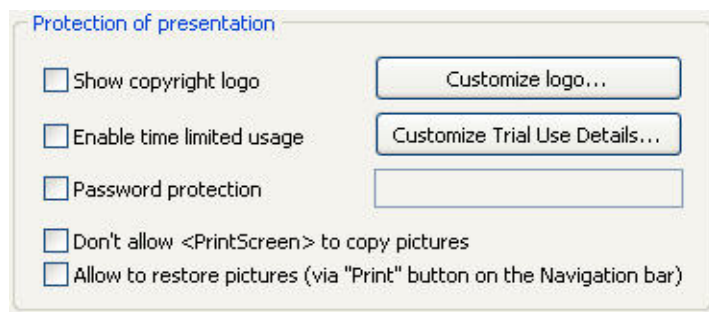 Protection of presentation
Show copyright logo
Customize logo...
Enable time limited usage
Customize Trial Use Details...
Password protection
Don't allow <PrintScreen> to copy pictures
Allow to restore pictures (via "Print" button on the Navigation bar)